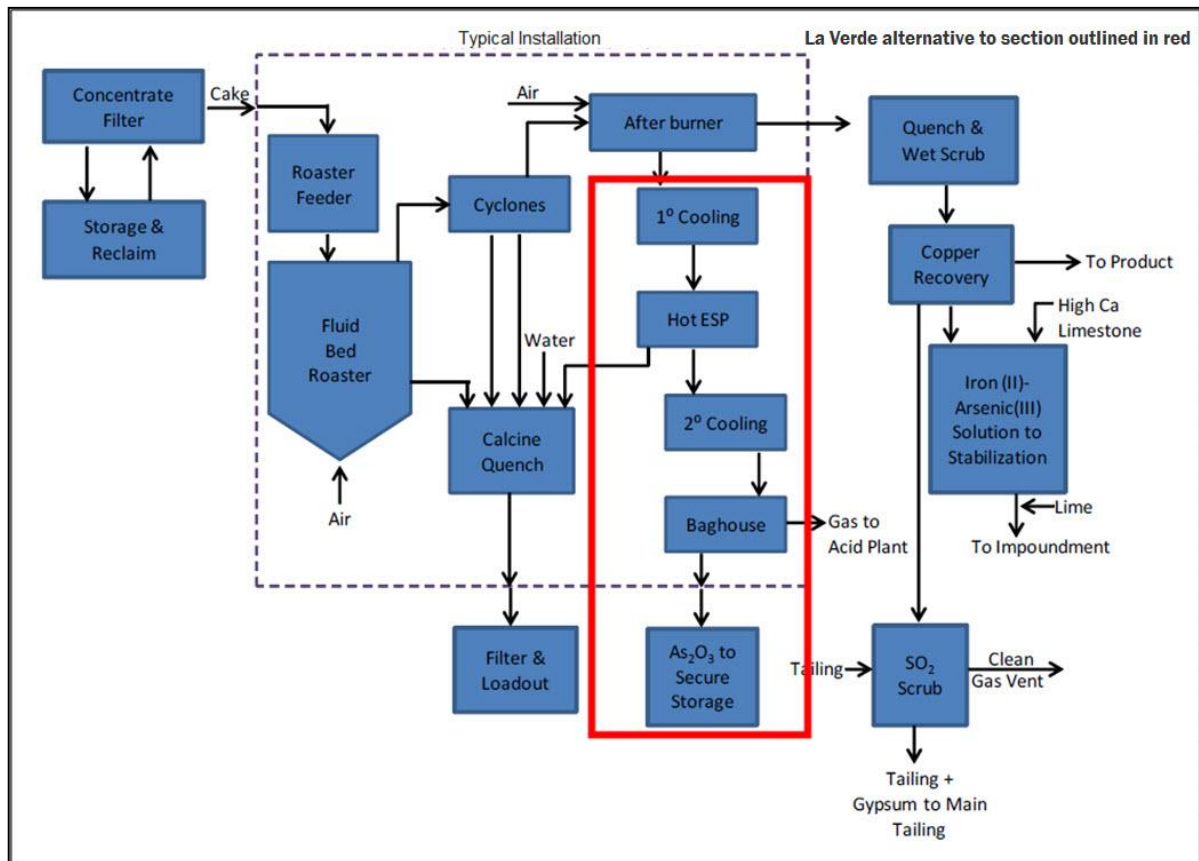 Typical Installation
La Verde alternative to section outlined in red
Concentrate
Filter
Cake
Storage &
Reclaim
Roaster
Feeder
Fluid
Bed
Roaster
Air
Cyclones
Air
After burner
1⁰ Cooling
Hot ESP
Water
2⁰ Cooling
Calcine
Quench
Baghouse
Gas to
Acid Plant
Filter &
Loadout
As₂O₃ to
Secure
Storage
Quench &
Wet Scrub
Copper
Recovery
To Product
High Ca
Limestone
Iron (II)-
Arsenic(III)
Solution to
Stabilization
Lime
To Impoundment
Tailing
SO₂
Scrub
Clean
Gas Vent
Tailing +
Gypsum to Main
Tailing